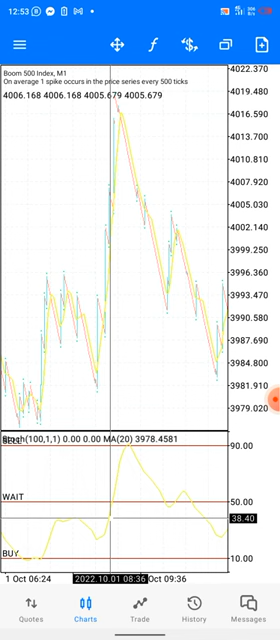 12:53
Boom 500 Index, M1
On average 1 spike occurs in the price series every 500 ticks
4006.168 4006.168 4005.679 4005.679
4022.370
4019.480
4016.590
4013.700
4010.810
4007.920
4005.030
4002.140
3999.250
3996.360
3993.470
3990.580
3987.690
3984.800
3981.910
3979.020
Stoch(100,1,1) 0.00 0.00 MA(20) 3978.4581
90.00
WAIT
50.00
38.40
BUY
10.00
1 Oct 06:24 2022.10.01 08:36 Oct 09:36
Quotes Charts Trade History Messages